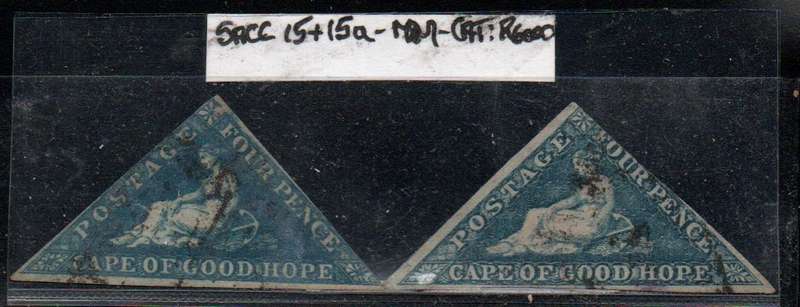 SACC 15+15a - MM - CAT: R6000
POSTAGE
FOUR PENCE
CAPE OF GOOD HOPE
POSTAGE
FOUR PENCE
CAPE OF GOOD HOPE